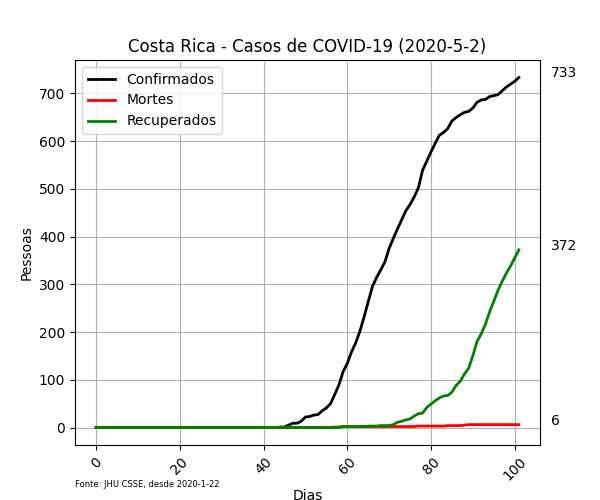 Costa Rica - Casos de COVID-19 (2020-5-2)
Confirmados
Mortes
Recuperados
733
372
6
700
600
500
400
300
200
100
0
Pessoas
0
20
40
60
80
100
Fonte: JHU CSSE, desde 2020-1-22
Dias